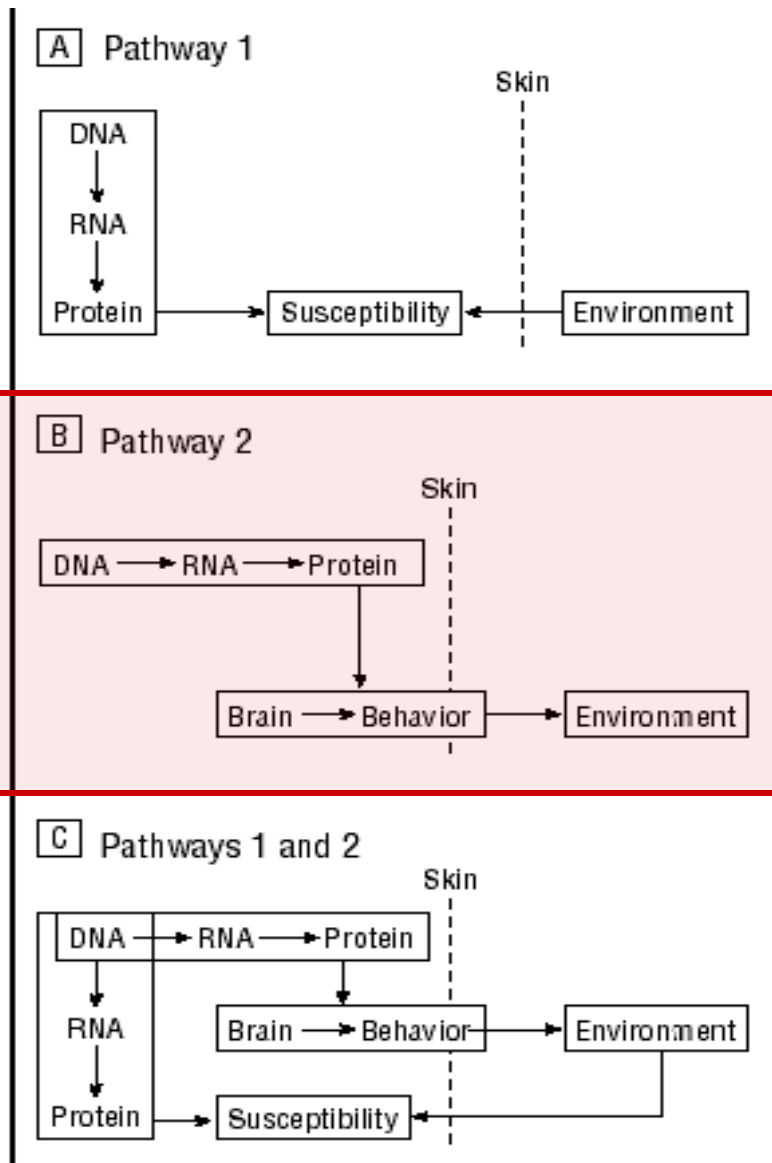 A Pathway 1
Skin
DNA
RNA
Protein Susceptibility Environment
B Pathway 2
Skin
DNA RNA Protein
Brain Behavior Environment
C Pathways 1 and 2
Skin
DNA RNA Protein
RNA Brain Behavior Environment
Protein Susceptibility